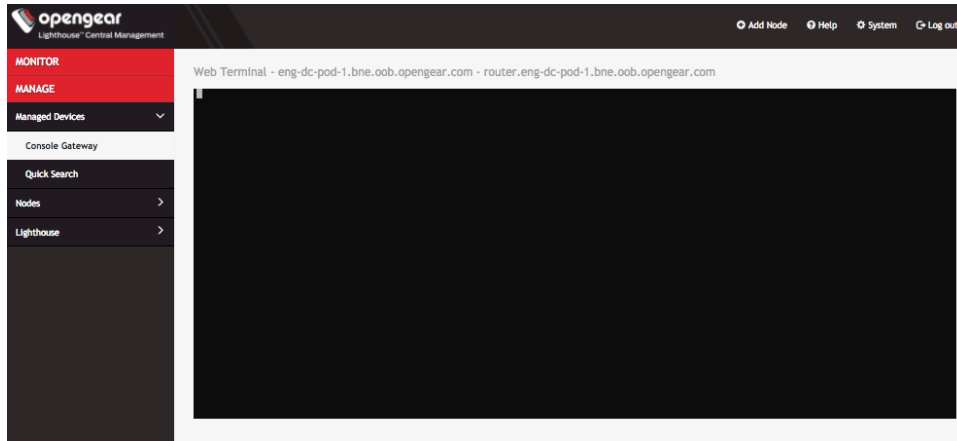 opengear
Lighthouse™ Central Management
Add Node Help System Log out
MONITOR
MANAGE
Managed Devices
Console Gateway
Quick Search
Nodes
Lighthouse
Web Terminal - eng-dc-pod-1.bne.oob.opengear.com - router.eng-dc-pod-1.bne.oob.opengear.com